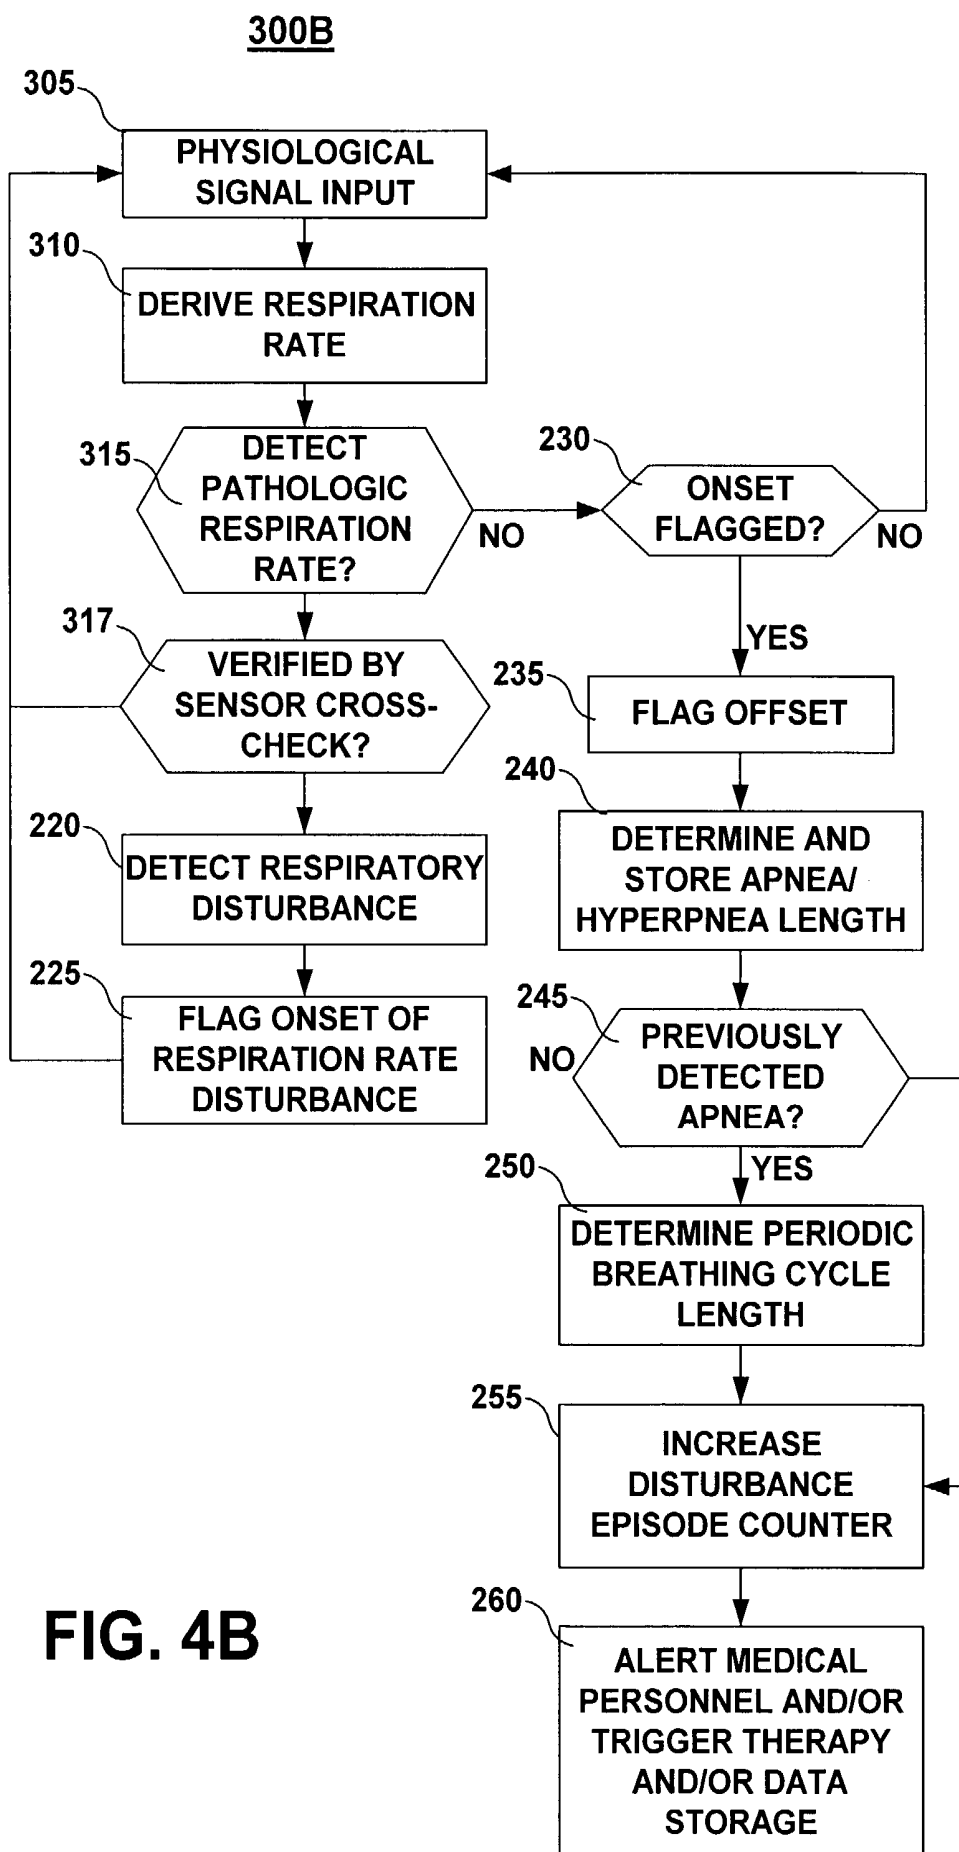 300B
305
PHYSIOLOGICAL
SIGNAL INPUT
310
DERIVE RESPIRATION
RATE
315
DETECT
PATHOLOGIC
RESPIRATION
RATE?
NO
230
ONSET
FLAGGED?
NO
317
VERIFIED BY
SENSOR CROSS-
CHECK?
YES
235
FLAG OFFSET
220
DETECT RESPIRATORY
DISTURBANCE
240
DETERMINE AND
STORE APNEA/
HYPERPNEA LENGTH
225
FLAG ONSET OF
RESPIRATION RATE
DISTURBANCE
245
NO
PREVIOUSLY
DETECTED
APNEA?
YES
250
DETERMINE PERIODIC
BREATHING CYCLE
LENGTH
255
INCREASE
DISTURBANCE
EPISODE COUNTER
260
ALERT MEDICAL
PERSONNEL AND/OR
TRIGGER THERAPY
AND/OR DATA
STORAGE
FIG. 4B